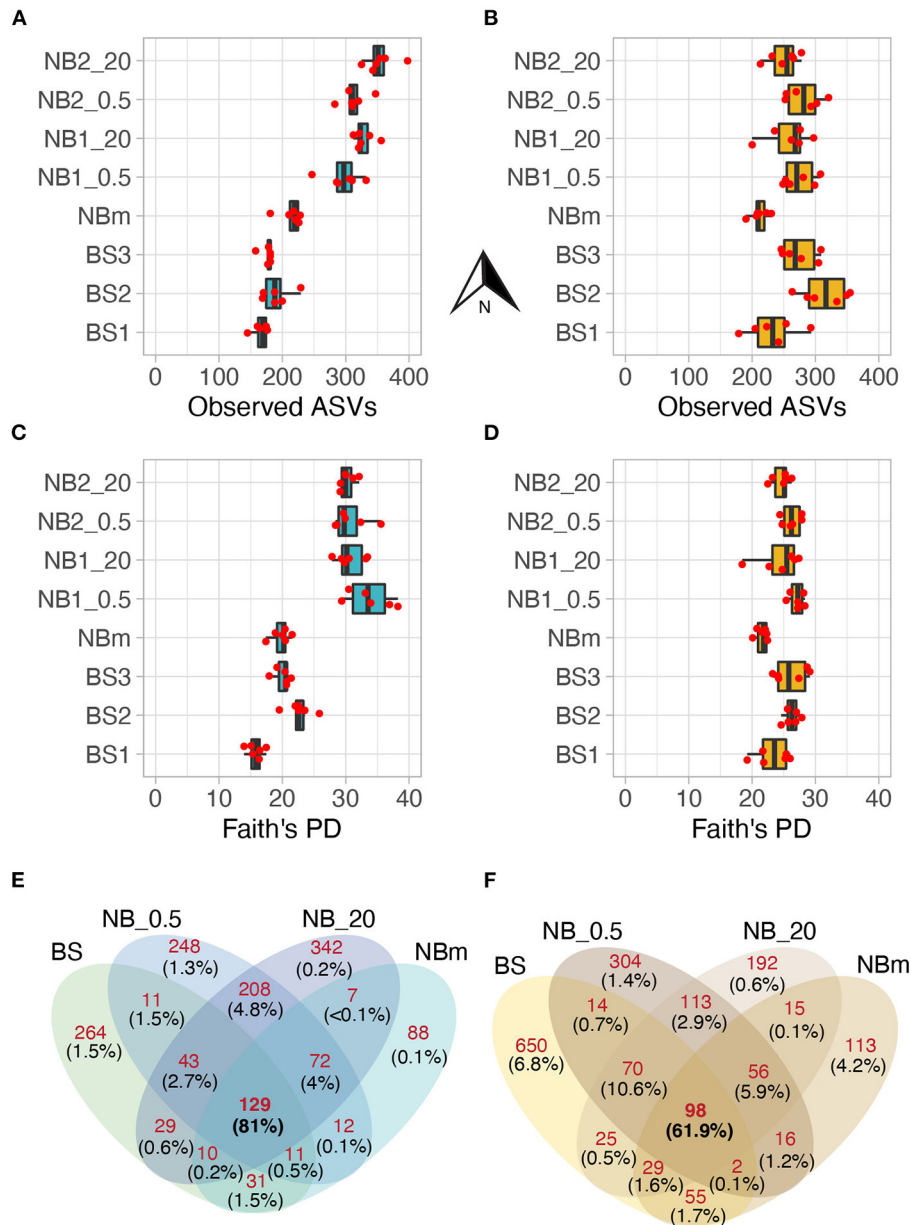 A
B
NB2_20
NB2_0.5
NB1_20
NB1_0.5
NBm
BS3
BS2
BS1
0 100 200 300 400
Observed ASVs
N
NB2_20
NB2_0.5
NB1_20
NB1_0.5
NBm
BS3
BS2
BS1
0 100 200 300 400
Observed ASVs
C
D
NB2_20
NB2_0.5
NB1_20
NB1_0.5
NBm
BS3
BS2
BS1
0 10 20 30 40
Faith's PD
NB2_20
NB2_0.5
NB1_20
NB1_0.5
NBm
BS3
BS2
BS1
0 10 20 30 40
Faith's PD
E
NB_0.5 NB_20
BS NBm
248 342
(1.3%) (0.2%)
11 208 7
(1.5%) (4.8%) (<0.1%)
264 88
(1.5%) (0.1%)
43 72
(2.7%) (4%)
129
(81%)
29 12
(0.6%) (0.1%)
10 11
(0.2%) (0.5%)
31
(1.5%)
F
NB_0.5 NB_20
BS NBm
304 192
(1.4%) (0.6%)
14 113 15
(0.7%) (2.9%) (0.1%)
650 113
(6.8%) (4.2%)
70 56
(10.6%) (5.9%)
98
(61.9%)
25 16
(0.5%) (1.2%)
29 2
(1.6%) (0.1%)
55
(1.7%)